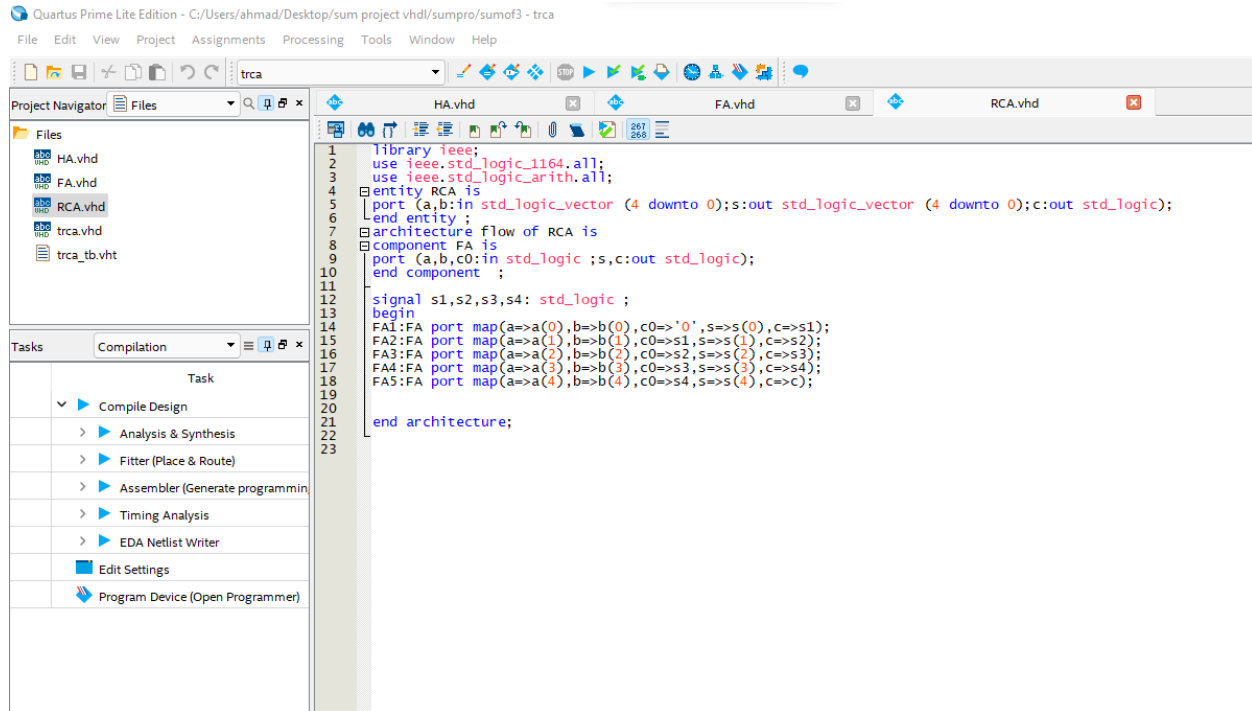 Quartus Prime Lite Edition - C:/Users/ahmad/Desktop/sum project vhdl/sumpro/sumof3 - trca
File Edit View Project Assignments Processing Tools Window Help
trca
Project Navigator Files
HA.vhd FA.vhd RCA.vhd
Files
HA.vhd
FA.vhd
RCA.vhd
trca.vhd
trca_tb.vht
Tasks Compilation
Task
Compile Design
Analysis & Synthesis
Fitter (Place & Route)
Assembler (Generate programmin
Timing Analysis
EDA Netlist Writer
Edit Settings
Program Device (Open Programmer)
267
268
1 library ieee;
2 use ieee.std_logic_1164.all;
3 use ieee.std_logic_arith.all;
4 entity RCA is
5 port (a,b:in std_logic_vector (4 downto 0);s:out std_logic_vector (4 downto 0);c:out std_logic);
6 end entity ;
7 architecture flow of RCA is
8 component FA is
9 port (a,b,c0:in std_logic ;s,c:out std_logic);
10 end component ;
11
12 signal s1,s2,s3,s4: std_logic ;
13 begin
14 FA1:FA port map(a=>a(0),b=>b(0),c0=>'0',s=>s(0),c=>s1);
15 FA2:FA port map(a=>a(1),b=>b(1),c0=>s1,s=>s(1),c=>s2);
16 FA3:FA port map(a=>a(2),b=>b(2),c0=>s2,s=>s(2),c=>s3);
17 FA4:FA port map(a=>a(3),b=>b(3),c0=>s3,s=>s(3),c=>s4);
18 FA5:FA port map(a=>a(4),b=>b(4),c0=>s4,s=>s(4),c=>c);
19
20
21 end architecture;
22
23